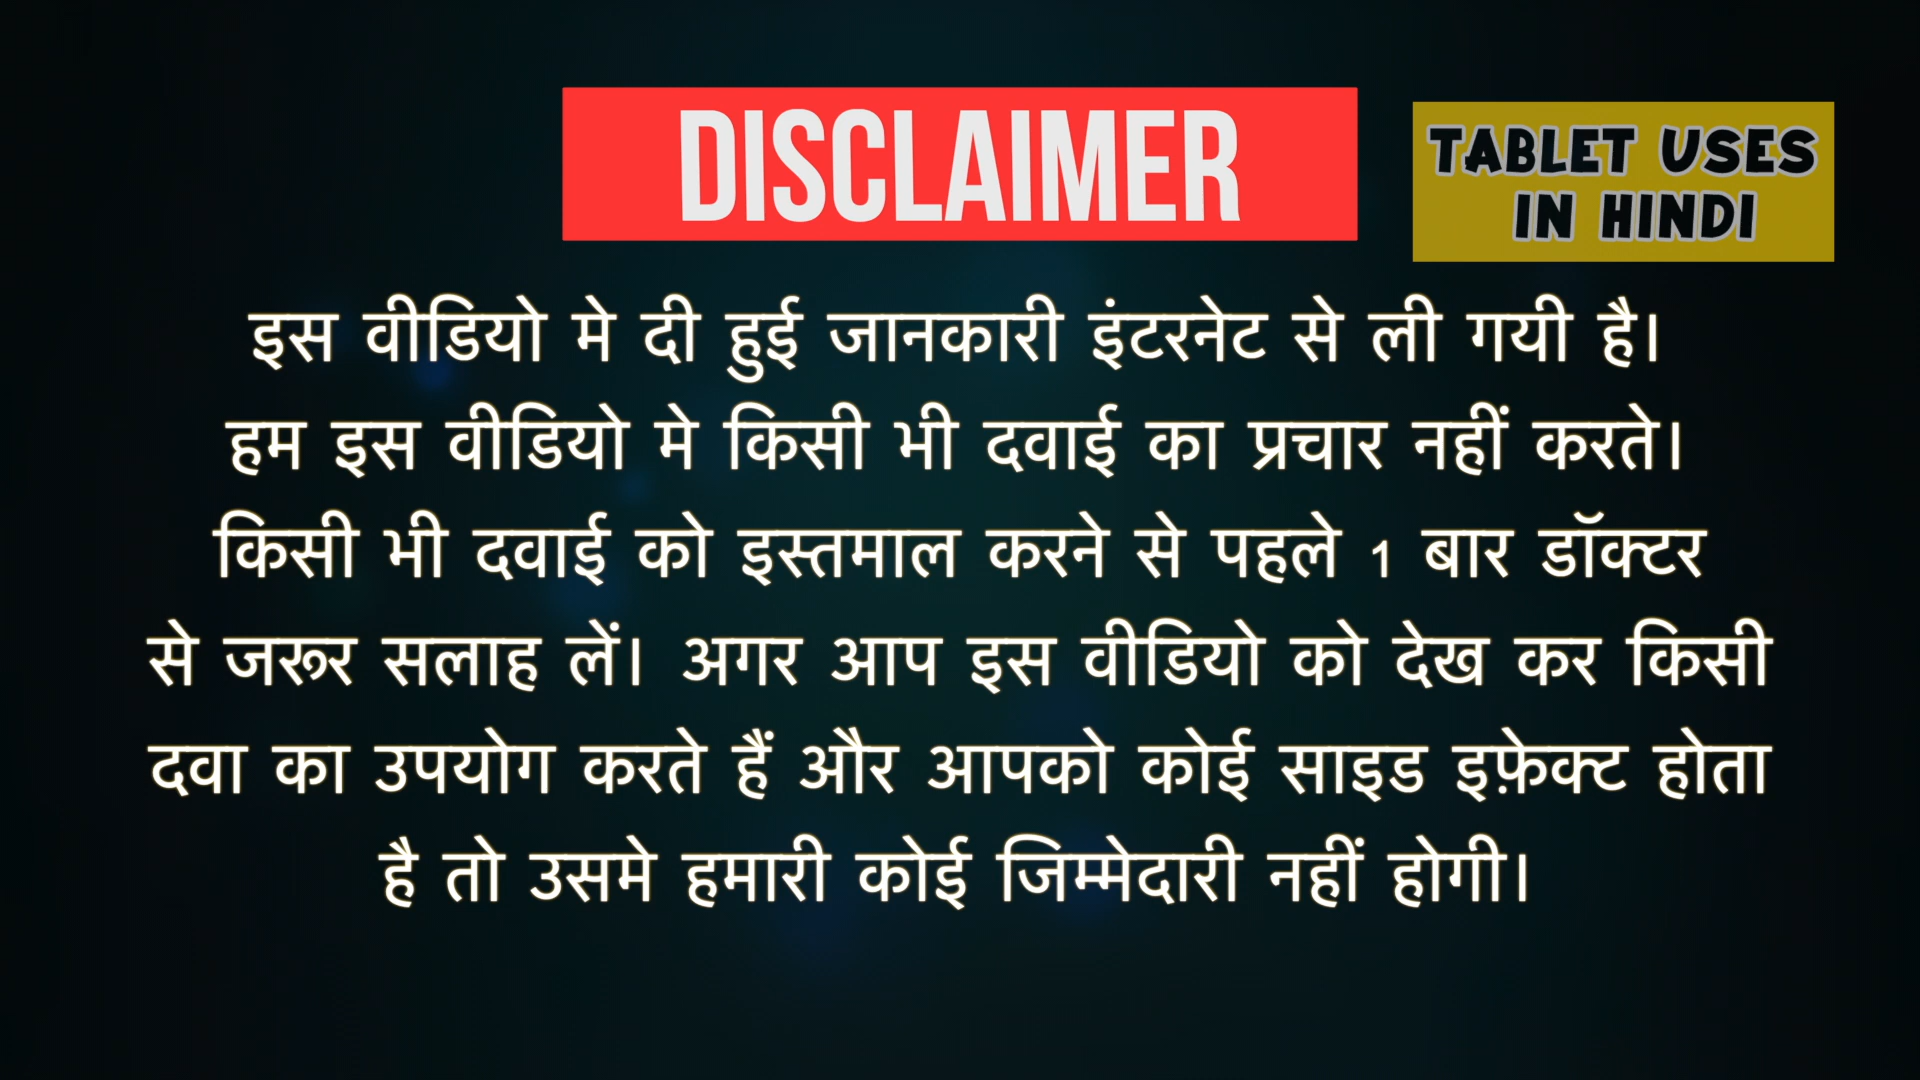 DISCLAIMER
TABLET USES
IN HINDI
इस वीडियो मे दी हुई जानकारी इंटरनेट से ली गयी है।
हम इस वीडियो मे किसी भी दवाई का प्रचार नहीं करते।
किसी भी दवाई को इस्तमाल करने से पहले 1 बार डॉक्टर
से जरूर सलाह लें। अगर आप इस वीडियो को देख कर किसी
दवा का उपयोग करते हैं और आपको कोई साइड इफ़ेक्ट होता
है तो उसमे हमारी कोई जिम्मेदारी नहीं होगी।